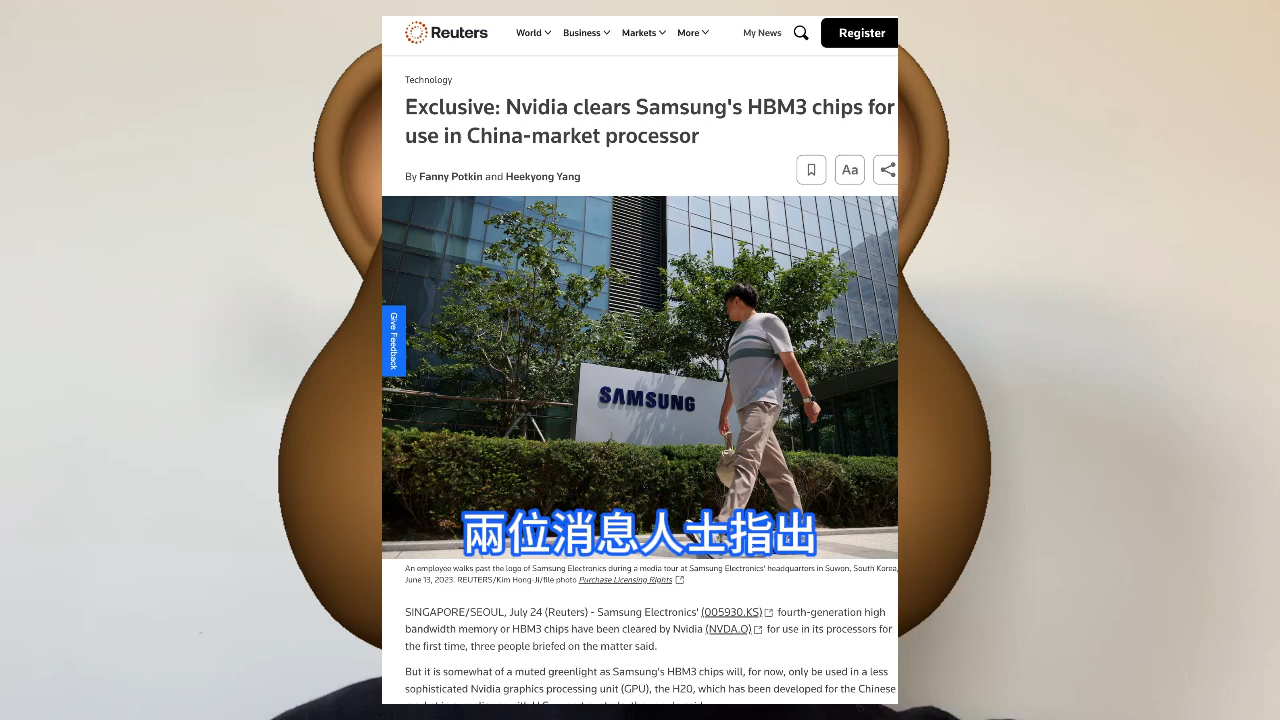 Reuters
World Business Markets More My News Register
Technology
Exclusive: Nvidia clears Samsung's HBM3 chips for
use in China-market processor
By Fanny Potkin and Heekyong Yang
Aa
Give Feedback
SAMSUNG
兩位消息人士指出
An employee walks past the logo of Samsung Electronics during a media tour at Samsung Electronics' headquarters in Suwon, South Korea,
June 13, 2023. REUTERS/Kim Hong-Ji/file photo Purchase Licensing Rights
SINGAPORE/SEOUL, July 24 (Reuters) - Samsung Electronics' (005930.KS) fourth-generation high
bandwidth memory or HBM3 chips have been cleared by Nvidia (NVDA.O) for use in its processors for
the first time, three people briefed on the matter said.
But it is somewhat of a muted greenlight as Samsung's HBM3 chips will, for now, only be used in a less
sophisticated Nvidia graphics processing unit (GPU), the H20, which has been developed for the Chinese